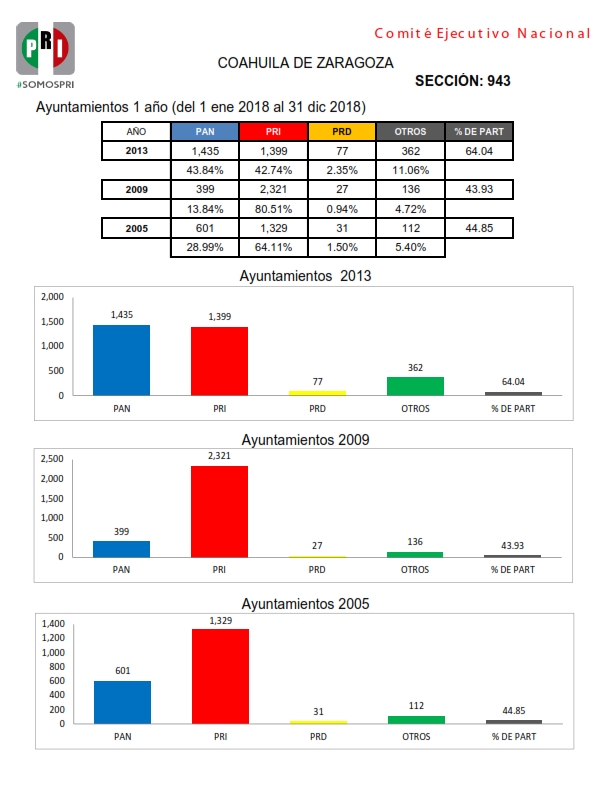 PRI
#SOMOSPRI
Comité Ejecutivo Nacional
COAHUILA DE ZARAGOZA
SECCIÓN: 943
Ayuntamientos 1 año (del 1 ene 2018 al 31 dic 2018)
AÑO PAN PRI PRD OTROS % DE PART
2013 1,435 1,399 77 362 64.04
43.84% 42.74% 2.35% 11.06%
2009 399 2,321 27 136 43.93
13.84% 80.51% 0.94% 4.72%
2005 601 1,329 31 112 44.85
28.99% 64.11% 1.50% 5.40%
Ayuntamientos 2013
2,000
1,500
1,000
500
0
1,435 1,399 77 362 64.04
PAN PRI PRD OTROS % DE PART
Ayuntamientos 2009
2,500
2,000
1,500
1,000
500
0
399 2,321 27 136 43.93
PAN PRI PRD OTROS % DE PART
Ayuntamientos 2005
1,400
1,200
1,000
800
600
400
200
0
601 1,329 31 112 44.85
PAN PRI PRD OTROS % DE PART